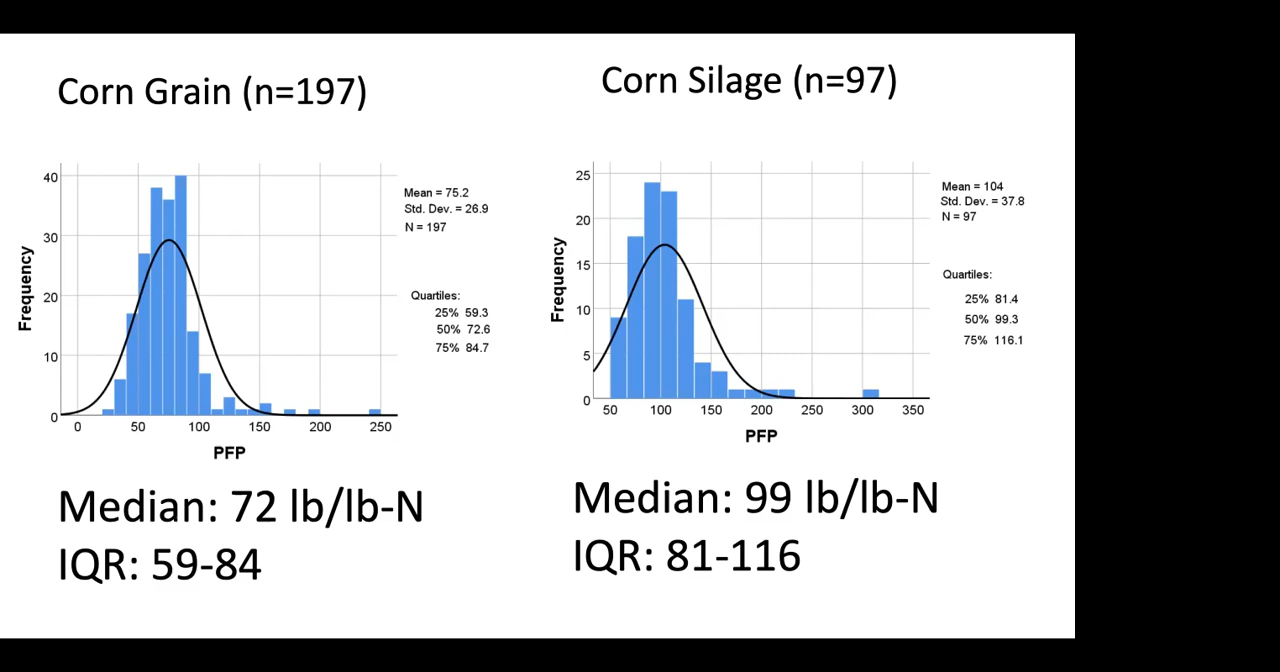 Corn Grain (n=197)
40
30
20
10
0
Frequency
0 50 100 150 200 250
PFP
Mean = 75.2
Std. Dev. = 26.9
N = 197
Quartiles:
25% 59.3
50% 72.6
75% 84.7
Median: 72 lb/lb-N
IQR: 59-84
Corn Silage (n=97)
25
20
15
10
5
0
Frequency
50 100 150 200 250 300 350
PFP
Mean = 104
Std. Dev. = 37.8
N = 97
Quartiles:
25% 81.4
50% 99.3
75% 116.1
Median: 99 lb/lb-N
IQR: 81-116